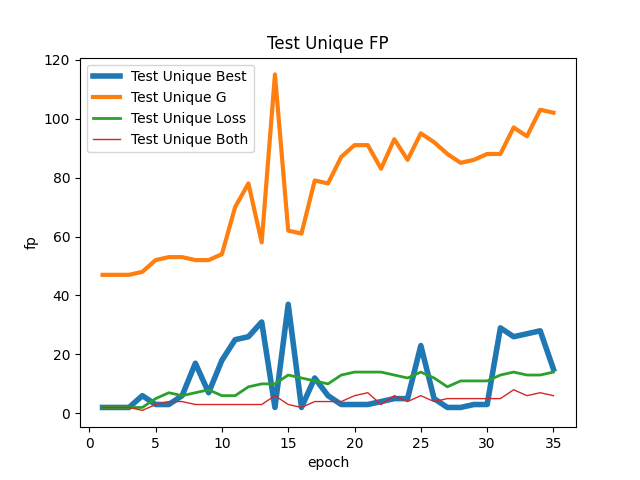 Test Unique FP
120
100
80
60
40
20
0
fp
Test Unique Best
Test Unique G
Test Unique Loss
Test Unique Both
0 5 10 15 20 25 30 35
epoch